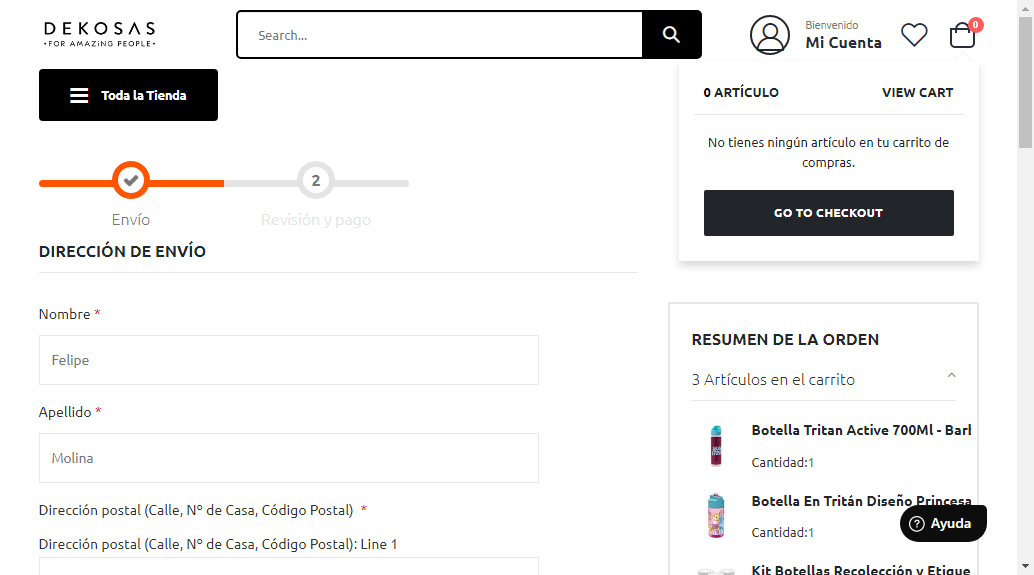 DEKOSAS
•FOR AMAZING PEOPLE•
Search...
Bienvenido
Mi Cuenta
0
Toda la Tienda
0 ARTÍCULO
VIEW CART
No tienes ningún artículo en tu carrito de
compras.
GO TO CHECKOUT
2
Envío
Revisión y pago
DIRECCIÓN DE ENVÍO
Nombre *
Felipe
Apellido *
Molina
Dirección postal (Calle, Nº de Casa, Código Postal) *
Dirección postal (Calle, Nº de Casa, Código Postal): Line 1
RESUMEN DE LA ORDEN
3 Artículos en el carrito
Botella Tritan Active 700Ml - Barb
Cantidad:1
Botella En Tritán Diseño Princesa
Cantidad:1
Kit Botellas Recolección y Etique
Ayuda